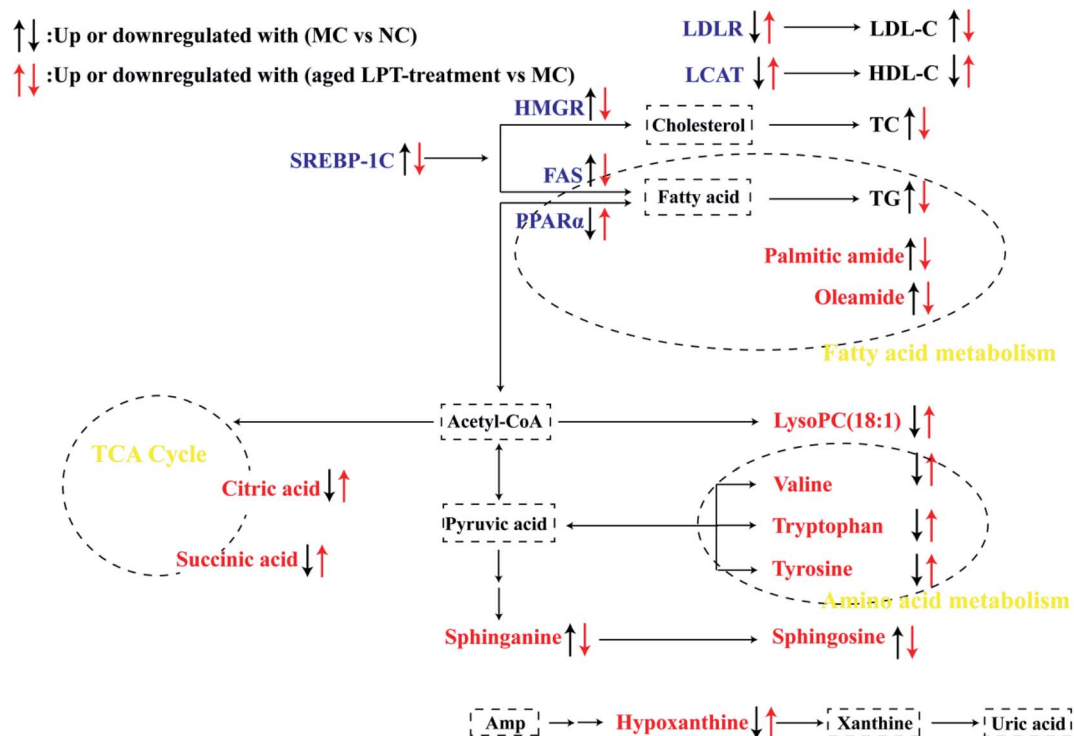 ↑↓ :Up or downregulated with (MC vs NC)
↑↓ :Up or downregulated with (aged LPT-treatment vs MC)
LDLR ↓↑ → LDL-C ↑↓
LCAT ↓↑ → HDL-C ↓↑
HMGR ↑↓
Cholesterol → TC ↑↓
SREBP-1C ↑↓
FAS ↑↓
Fatty acid → TG ↑↓
PPARα ↓↑
Palmitic amide ↑↓
Oleamide ↑↓
Fatty acid metabolism
Acetyl-CoA
LysoPC(18:1) ↓↑
TCA Cycle
Citric acid ↓↑
Succinic acid ↓↑
Pyruvic acid
Valine ↓↑
Tryptophan ↓↑
Tyrosine ↓↑
Amino acid metabolism
Sphinganine ↑↓ → Sphingosine ↑↓
Amp → → Hypoxanthine ↓↑ → Xanthine → Uric acid